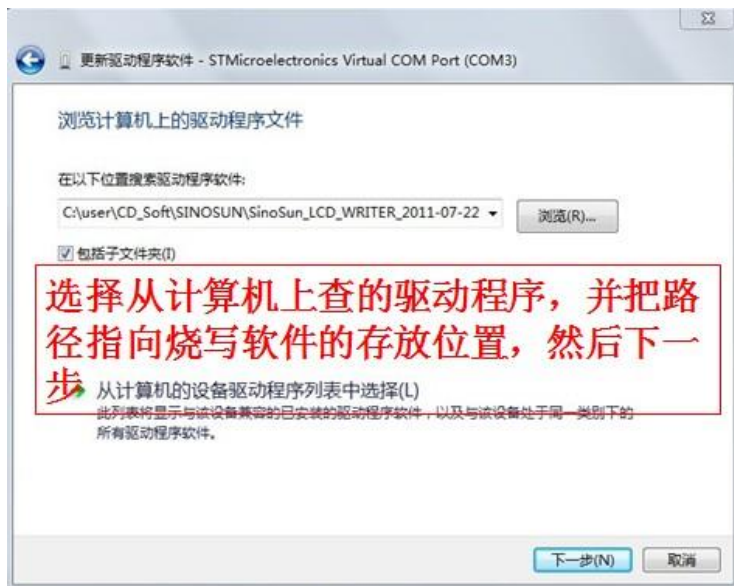 更新驱动程序软件 - STMicroelectronics Virtual COM Port (COM3)
浏览计算机上的驱动程序文件
在以下位置搜索驱动程序软件:
C:\user\CD_Soft\SINOSUN\SinoSun_LCD_WRITER_2011-07-22
浏览(R)...
包括子文件夹(I)
选择从计算机上查的驱动程序，并把路
径指向烧写软件的存放位置，然后下一
步
从计算机的设备驱动程序列表中选择(L)
此列表将显示与该设备兼容的已安装的驱动程序软件，以及与该设备处于同一类别下的
所有驱动程序软件。
下一步(N)
取消